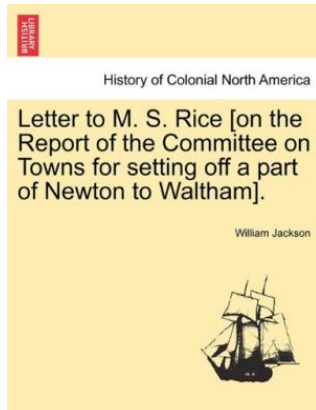 BRITISH
LIBRARY
History of Colonial North America
Letter to M. S. Rice [on the
Report of the Committee on
Towns for setting off a part
of Newton to Waltham].
William Jackson